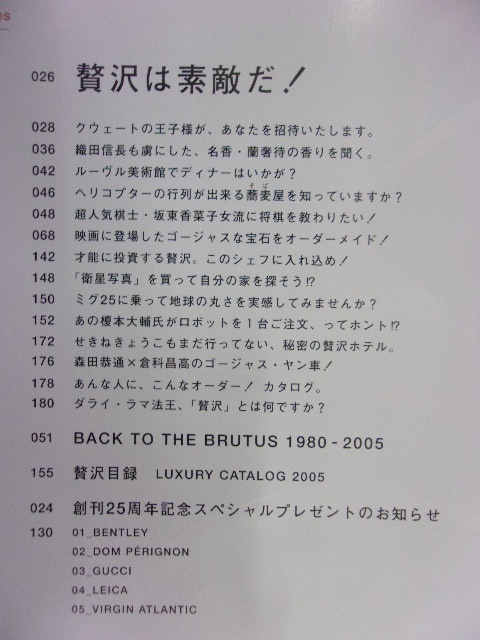 026 贅沢は素敵だ!
028 クウェートの王子様が、あなたを招待いたします。
036 織田信長も虜にした、名香・蘭奢待の香りを聞く。
042 ルーヴル美術館でディナーはいかが?
046 ヘリコプターの行列が出来る蕎麦屋を知っていますか?
048 超人気棋士・坂東香菜子女流に将棋を教わりたい!
068 映画に登場したゴージャスな宝石をオーダーメイド!
142 才能に投資する贅沢。このシェフに入れ込め!
148 「衛星写真」を買って自分の家を探そう!?
150 ミグ25に乗って地球の丸さを実感してみませんか?
152 あの榎本大輔氏がロボットを1台ご注文、ってホント!?
172 せきねきょうこもまだ行ってない、秘密の贅沢ホテル。
176 森田恭通×倉科昌高のゴージャス・ヤン車!
178 あんな人に、こんなオーダー! カタログ。
180 ダライ・ラマ法王、「贅沢」とは何ですか?
051 BACK TO THE BRUTUS 1980-2005
155 贅沢目録 LUXURY CATALOG 2005
024 創刊25周年記念スペシャルプレゼントのお知らせ
130 01_BENTLEY
02_DOM PÉRIGNON
03_GUCCI
04_LEICA
05_VIRGIN ATLANTIC